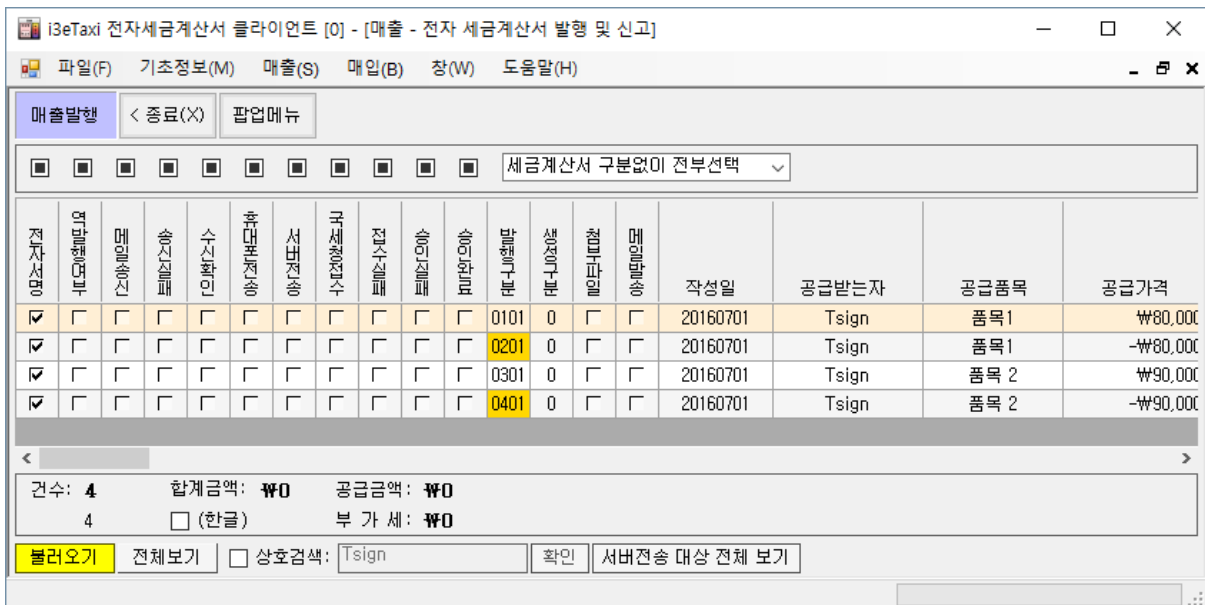 i3eTaxi 전자세금계산서 클라이언트 [0] - [매출 - 전자 세금계산서 발행 및 신고]
파일(F) 기초정보(M) 매출(S) 매입(B) 창(W) 도움말(H)
매출발행 < 종료(X) 팝업메뉴
세금계산서 구분없이 전부선택
전자서명 역발행여부 메일송신 송신실패 수신확인 휴대폰전송 서버전송 국세청접수 접수실패 승인실패 승인완료 발행구분 생성구분 첨부파일 메일발송 작성일 공급받는자 공급품목 공급가격
0101 0 20160701 Tsign 품목1 ₩80,000
0201 0 20160701 Tsign 품목1 -₩80,000
0301 0 20160701 Tsign 품목 2 ₩90,000
0401 0 20160701 Tsign 품목 2 -₩90,000
건수: 4 합계금액: ₩0 공급금액: ₩0
4 (한글) 부 가 세: ₩0
불러오기 전체보기 상호검색: Tsign 확인 서버전송 대상 전체 보기